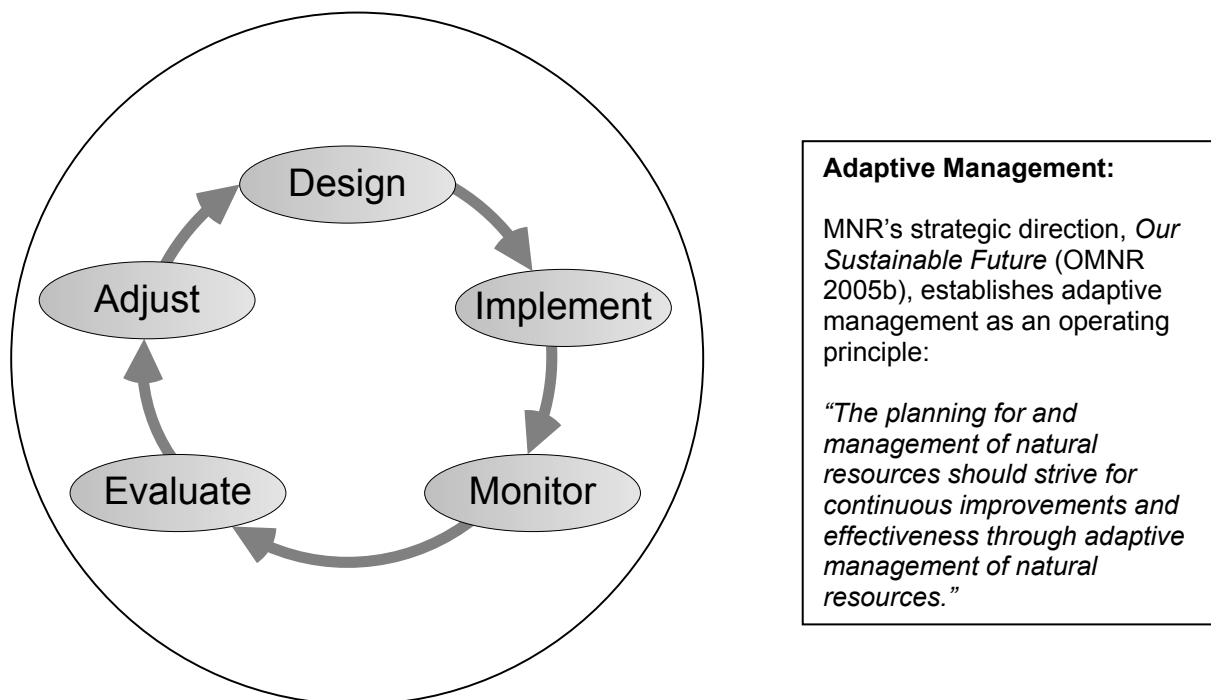 Design
Implement
Monitor
Evaluate
Adjust
Adaptive Management:
MNR’s strategic direction, Our
Sustainable Future (OMNR
2005b), establishes adaptive
management as an operating
principle:
“The planning for and
management of natural
resources should strive for
continuous improvements and
effectiveness through adaptive
management of natural
resources.”